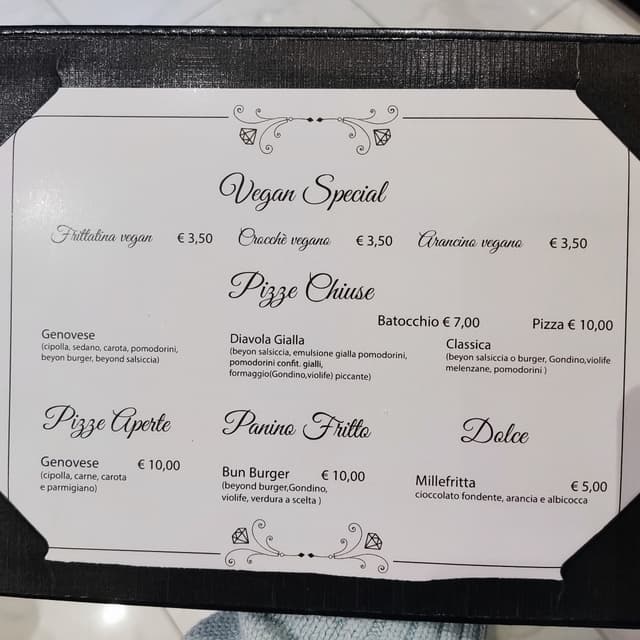 Vegan Special
Frittatina vegan € 3,50 Crocchè vegano € 3,50 Arancino vegano € 3,50
Pizze Chiuse
Batocchio € 7,00 Pizza € 10,00
Genovese
(cipolla, sedano, carota, pomodorini,
beyon burger, beyond salsiccia)
Diavola Gialla
(beyon salsiccia, emulsione gialla pomodorini,
pomodorini confit. gialli,
formaggio(Gondino,violife) piccante)
Classica
(beyon salsiccia o burger, Gondino,violife
melenzane, pomodorini )
Pizze Aperte
Genovese € 10,00
(cipolla, carne, carota
e parmigiano)
Panino Fritto
Bun Burger € 10,00
(beyond burger,Gondino,
violife, verdura a scelta )
Dolce
Millefritta € 5,00
cioccolato fondente, arancia e albicocca